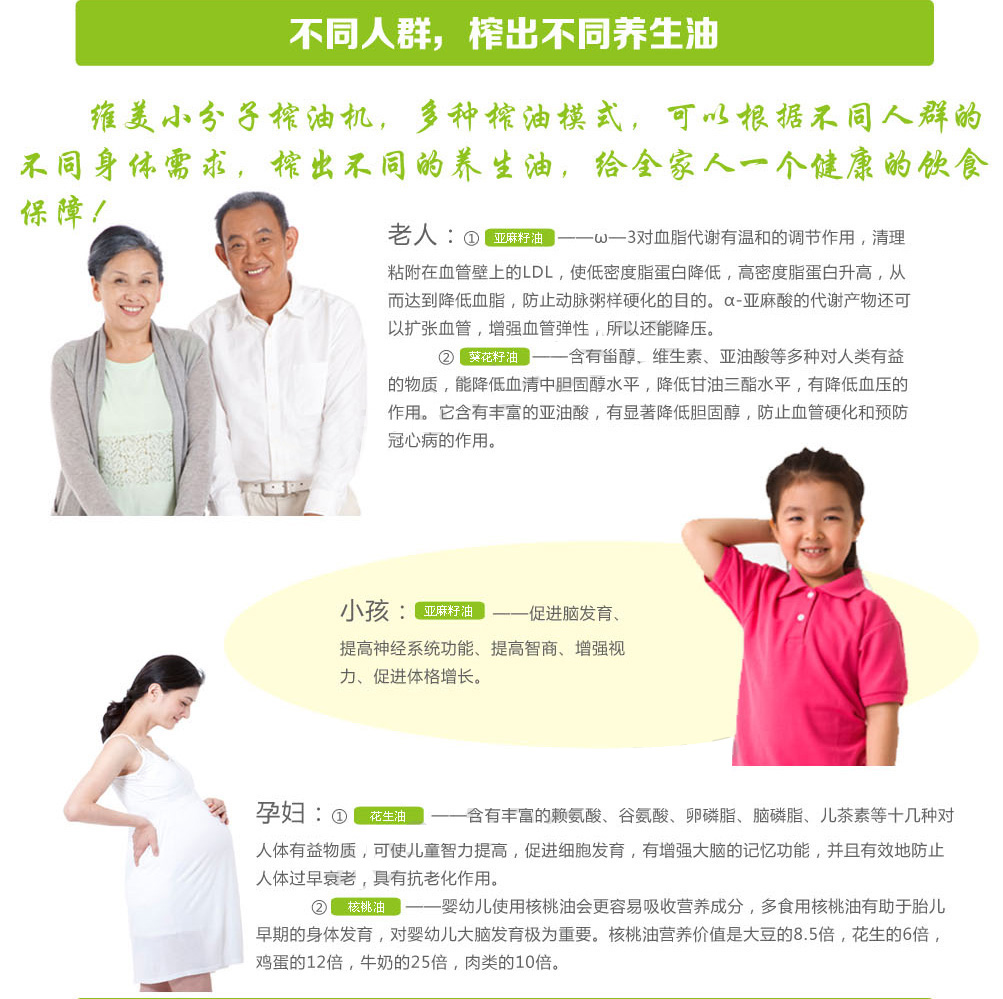 不同人群，榨出不同养生油
维美小分子榨油机，多种榨油模式，可以根据不同人群的
不同身体需求，榨出不同的养生油，给全家人一个健康的饮食
保障！
老人：① 亚麻籽油 ——ω—3对血脂代谢有温和的调节作用，清理
粘附在血管壁上的LDL，使低密度脂蛋白降低，高密度脂蛋白升高，从
而达到降低血脂，防止动脉粥样硬化的目的。α-亚麻酸的代谢产物还可
以扩张血管，增强血管弹性，所以还能降压。
② 葵花籽油 ——含有甾醇、维生素、亚油酸等多种对人类有益
的物质，能降低血清中胆固醇水平，降低甘油三酯水平，有降低血压的
作用。它含有丰富的亚油酸，有显著降低胆固醇，防止血管硬化和预防
冠心病的作用。
小孩：亚麻籽油 ——促进脑发育、
提高神经系统功能、提高智商、增强视
力、促进体格增长。
孕妇：① 花生油 ——含有丰富的赖氨酸、谷氨酸、卵磷脂、脑磷脂、儿茶素等十几种对
人体有益物质，可使儿童智力提高，促进细胞发育，有增强大脑的记忆功能，并且有效地防止
人体过早衰老，具有抗老化作用。
② 核桃油 ——婴幼儿使用核桃油会更容易吸收营养成分，多食用核桃油有助于胎儿
早期的身体发育，对婴幼儿大脑发育极为重要。核桃油营养价值是大豆的8.5倍，花生的6倍，
鸡蛋的12倍，牛奶的25倍，肉类的10倍。